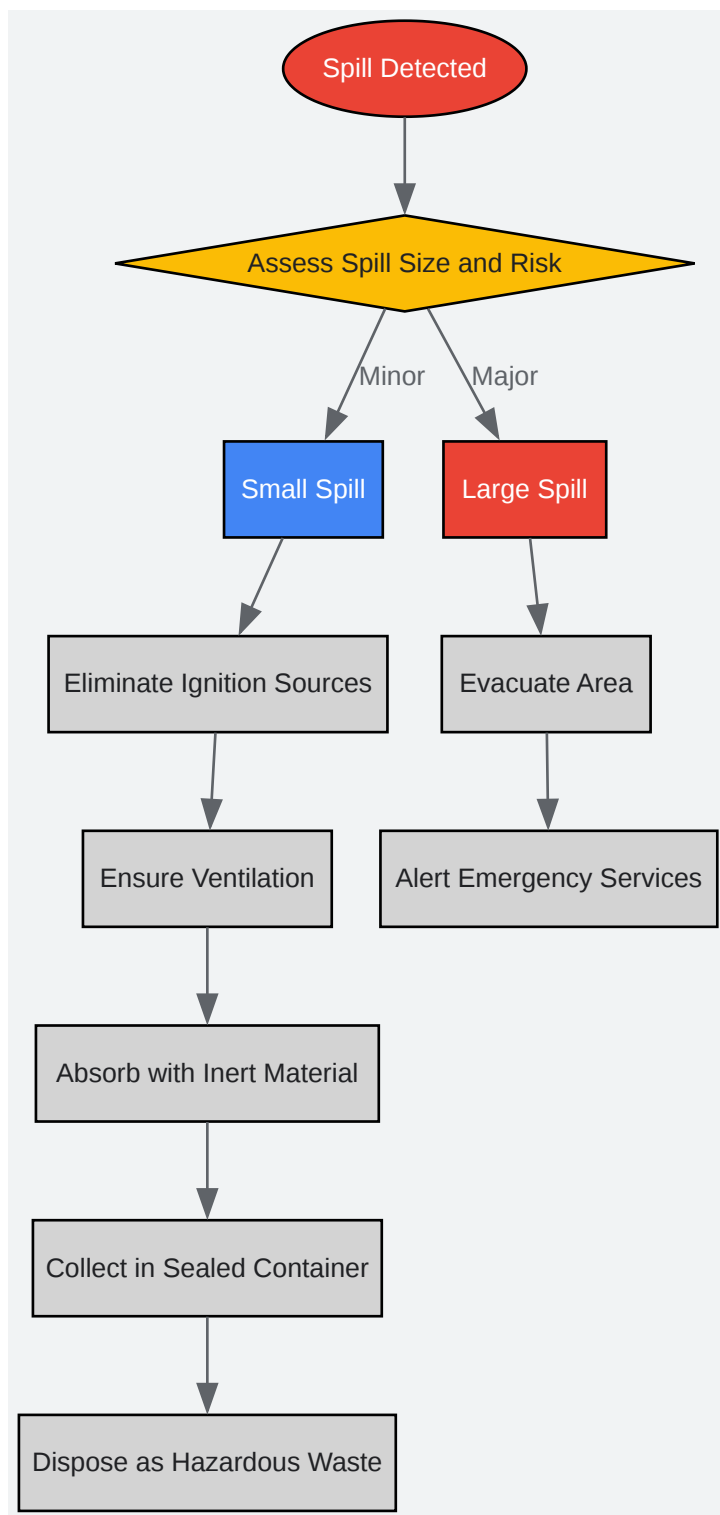 Spill Detected
Assess Spill Size and Risk
Minor
Major
Small Spill
Large Spill
Eliminate Ignition Sources
Evacuate Area
Ensure Ventilation
Alert Emergency Services
Absorb with Inert Material
Collect in Sealed Container
Dispose as Hazardous Waste